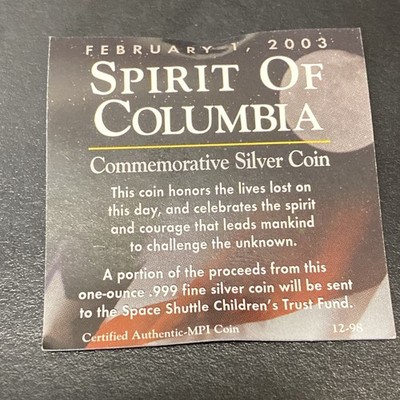 FEBRUARY 1, 2003
SPIRIT OF
COLUMBIA
Commemorative Silver Coin
This coin honors the lives lost on
this day, and celebrates the spirit
and courage that leads mankind
to challenge the unknown.
A portion of the proceeds from this
one-ounce .999 fine silver coin will be sent
to the Space Shuttle Children's Trust Fund.
Certified Authentic-MPI Coin 12-98